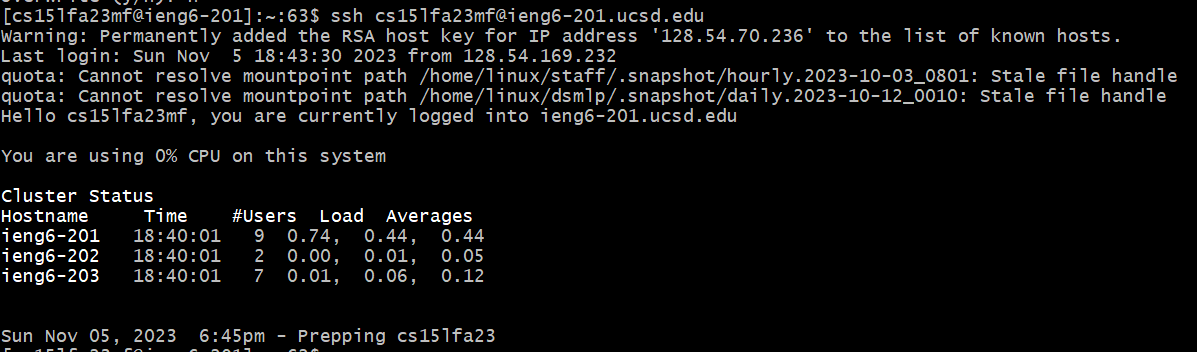 [cs15lfa23mf@ieng6-201]:~:63$ ssh cs15lfa23mf@ieng6-201.ucsd.edu
Warning: Permanently added the RSA host key for IP address '128.54.70.236' to the list of known hosts.
Last login: Sun Nov  5 18:43:30 2023 from 128.54.169.232
quota: Cannot resolve mountpoint path /home/linux/staff/.snapshot/hourly.2023-10-03_0801: Stale file handle
quota: Cannot resolve mountpoint path /home/linux/dsmlp/.snapshot/daily.2023-10-12_0010: Stale file handle
Hello cs15lfa23mf, you are currently logged into ieng6-201.ucsd.edu
You are using 0% CPU on this system
Cluster Status
Hostname     Time    #Users  Load  Averages
ieng6-201   18:40:01   9  0.74,  0.44,  0.44
ieng6-202   18:40:01   2  0.00,  0.01,  0.05
ieng6-203   18:40:01   7  0.01,  0.06,  0.12
Sun Nov 05, 2023  6:45pm - Prepping cs15lfa23